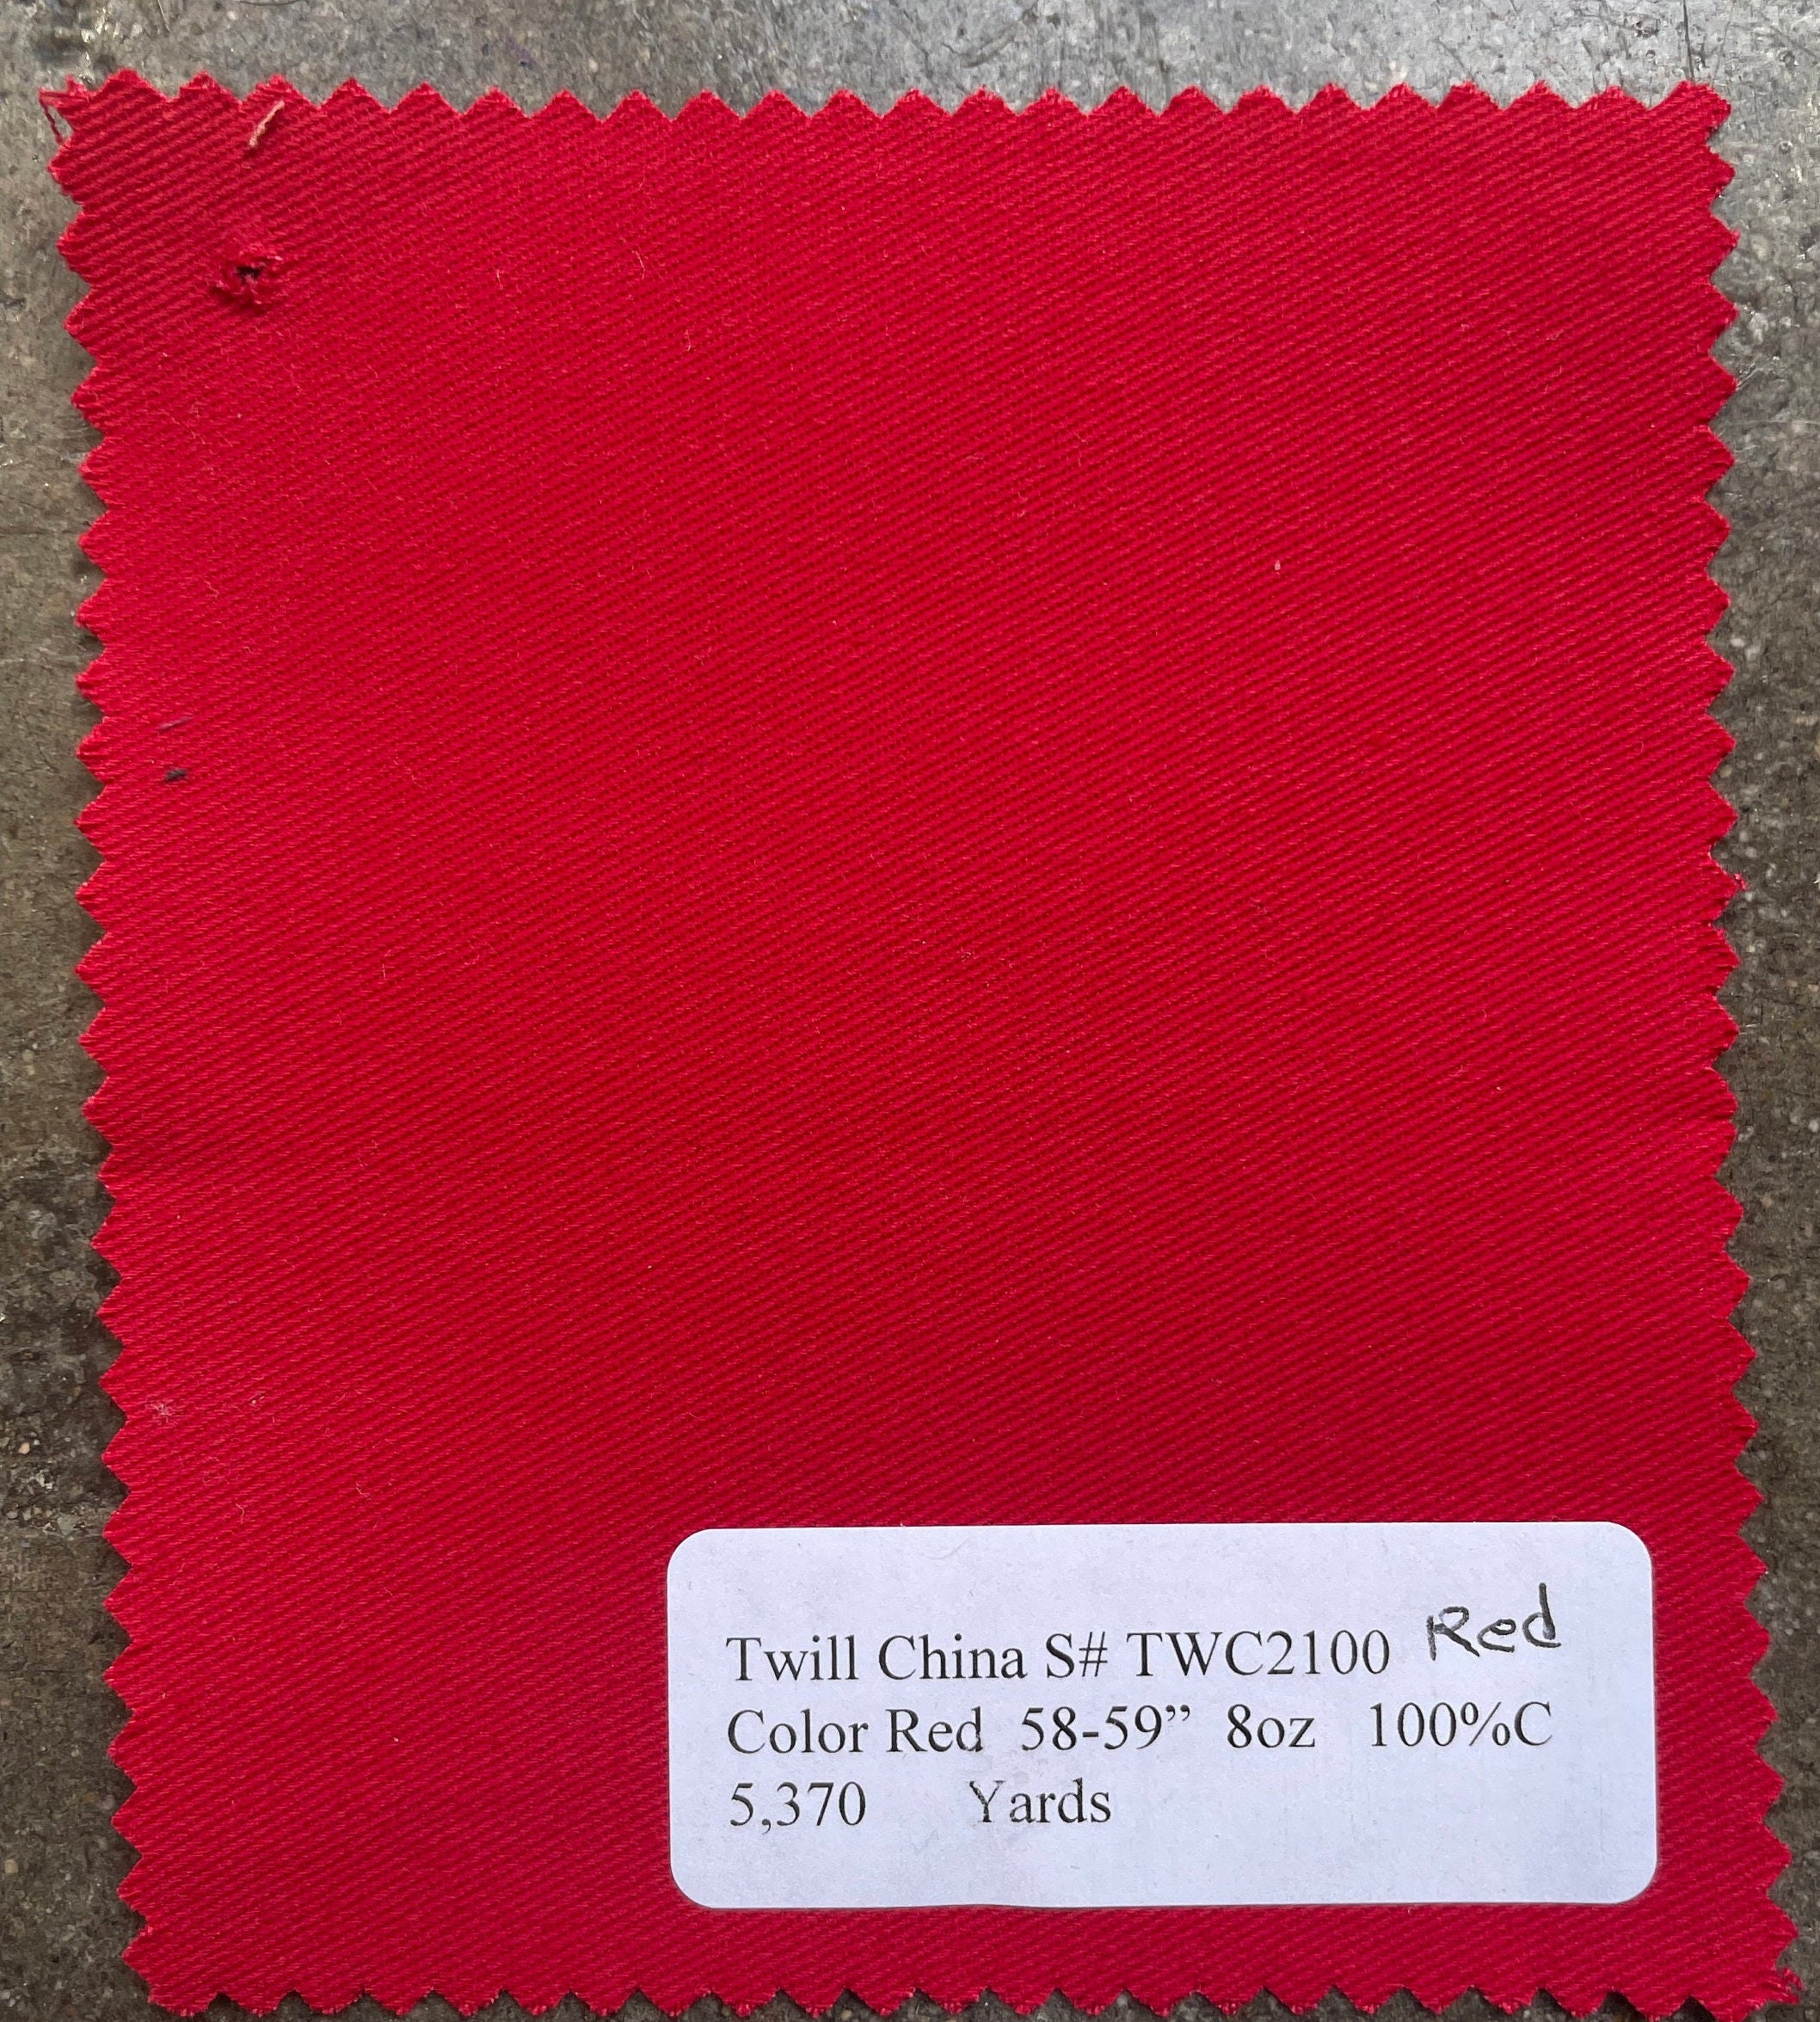 Twill China S# TWC2100 Red
Color Red 58-59” 8oz 100%C
5,370 Yards